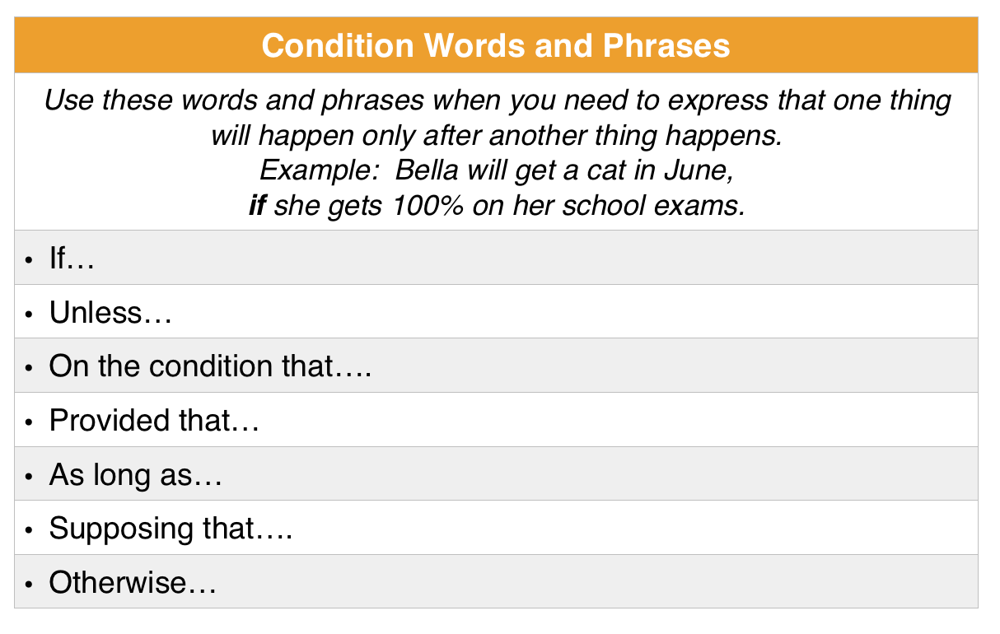 Condition Words and Phrases
Use these words and phrases when you need to express that one thing
will happen only after another thing happens.
Example:  Bella will get a cat in June,
if she gets 100% on her school exams.
• If…
• Unless…
• On the condition that….
• Provided that…
• As long as…
• Supposing that….
• Otherwise…